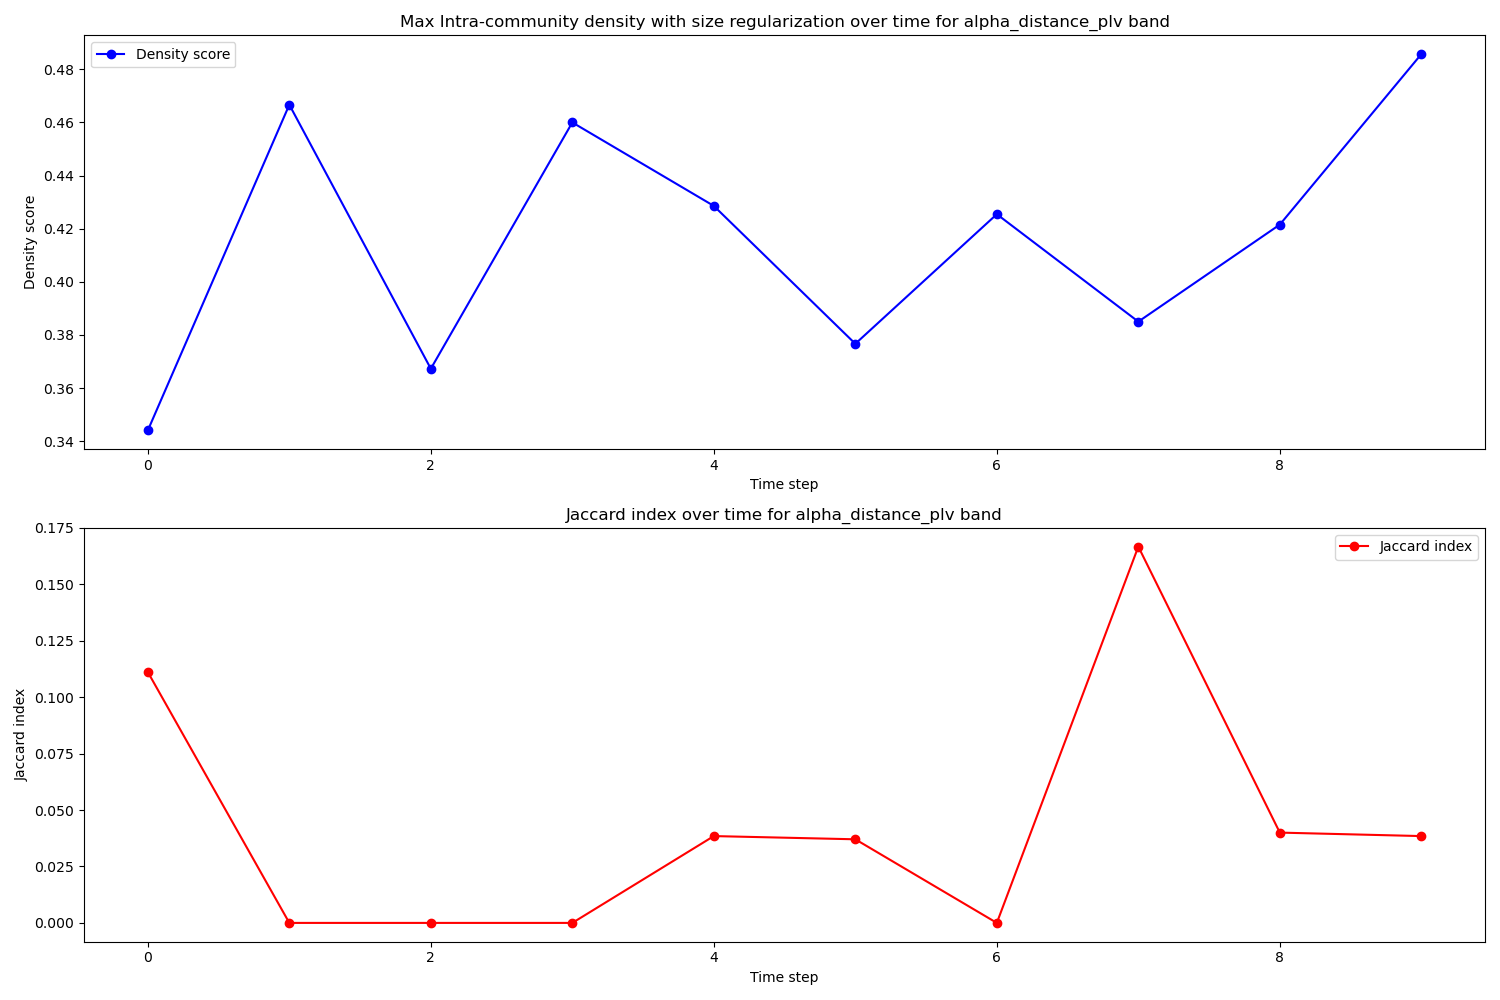 Max Intra-community density with size regularization over time for alpha_distance_plv band
Density score
0.48
0.46
0.44
0.42
0.40
0.38
0.36
0.34
Density score
0 2 4 6 8
Time step
Jaccard index over time for alpha_distance_plv band
Jaccard index
0.175
0.150
0.125
0.100
0.075
0.050
0.025
0.000
Jaccard index
0 2 4 6 8
Time step